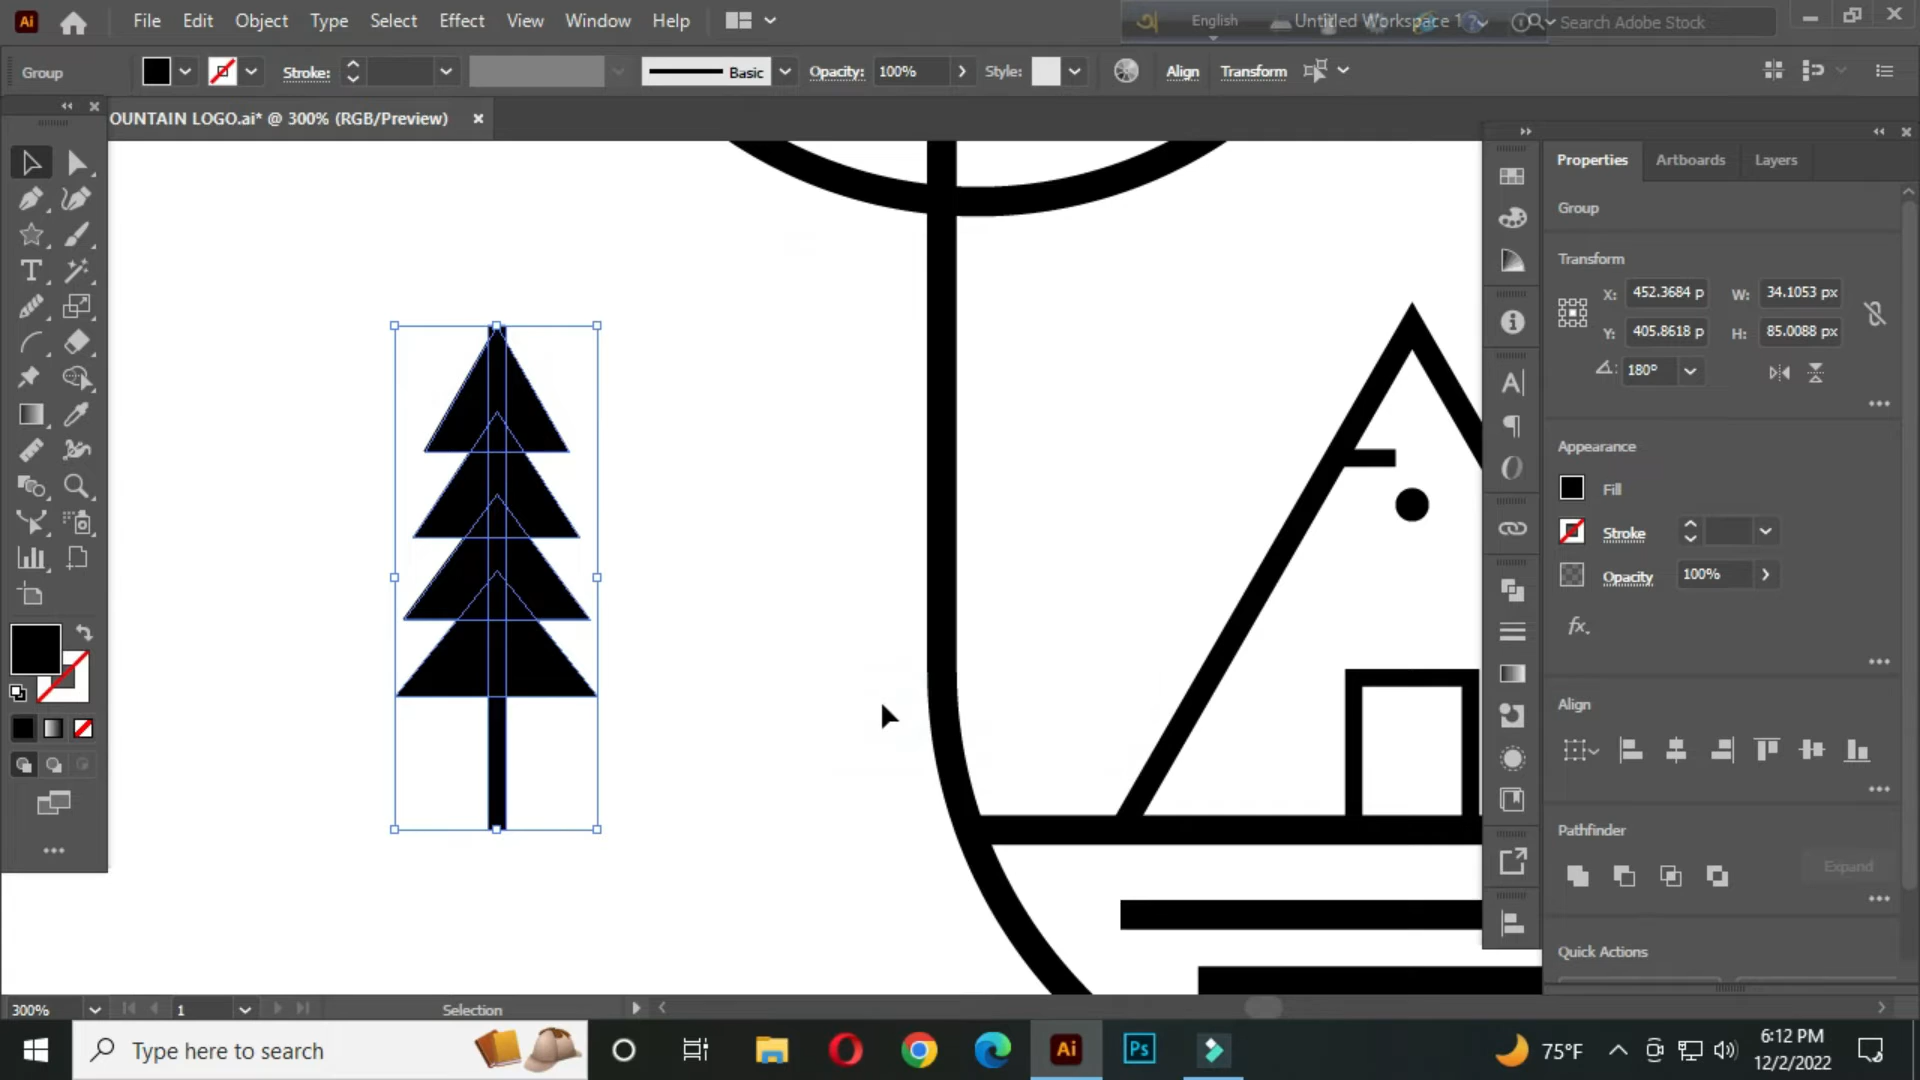 Ai File Edit Object Type Select Effect View Window Help
English
Untitled Workspace 1
Search Adobe Stock
Group
Stroke:
Basic
Opacity: 100%
Style:
Align Transform
OUNTAIN LOGO.ai* @ 300% (RGB/Preview) ×
Properties Artboards Layers
Group
Transform
X: 452.3684 p W: 34.1053 px
Y: 405.8618 p H: 85.0088 px
180°
Appearance
Fill
Stroke
Opacity 100%
fx.
Align
Pathfinder
Expand
Quick Actions
300%
1
Selection
Type here to search
Ai
Ps
75°F
6:12 PM
12/2/2022